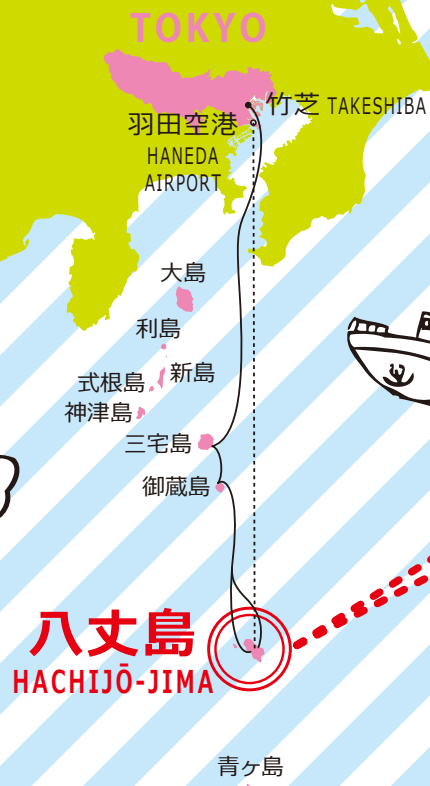 TOKYO
竹芝 TAKESHIBA
羽田空港
HANEDA
AIRPORT
大島
利島
新島
式根島
神津島
三宅島
御蔵島
八丈島
HACHIJŌ-JIMA
青ヶ島